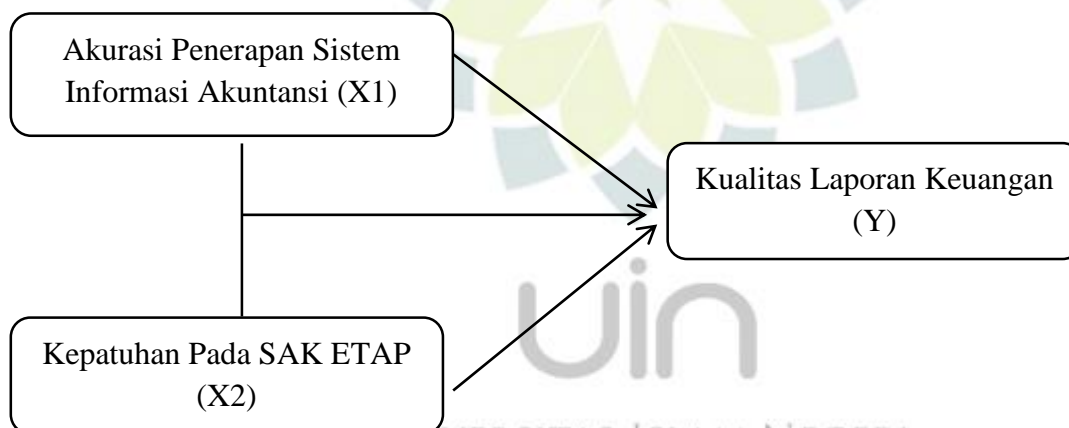 Akurasi Penerapan Sistem
Informasi Akuntansi (X1)
Kualitas Laporan Keuangan
(Y)
uin
Kepatuhan Pada SAK ETAP
(X2)